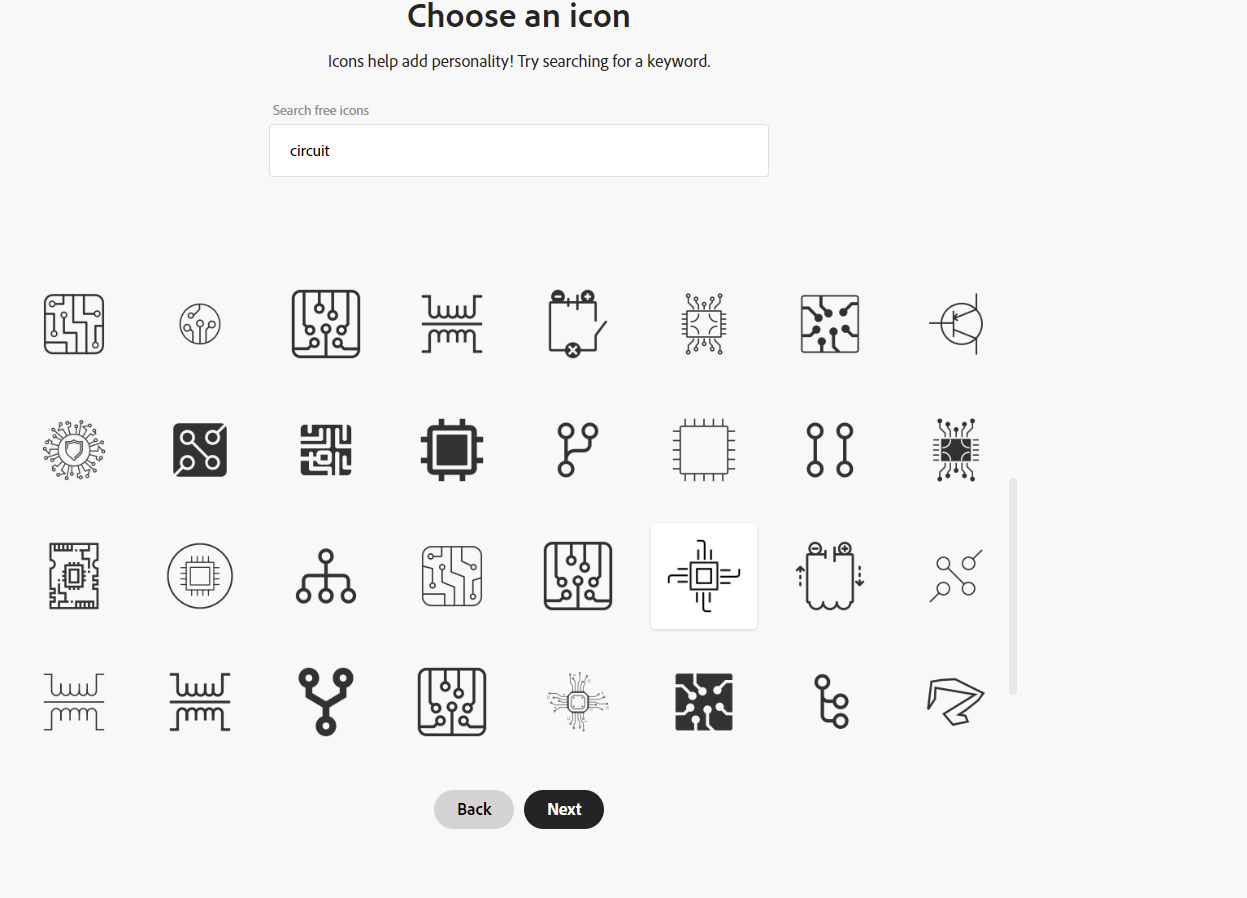 Choose an icon
Icons help add personality! Try searching for a keyword.
Search free icons
circuit
Back
Next